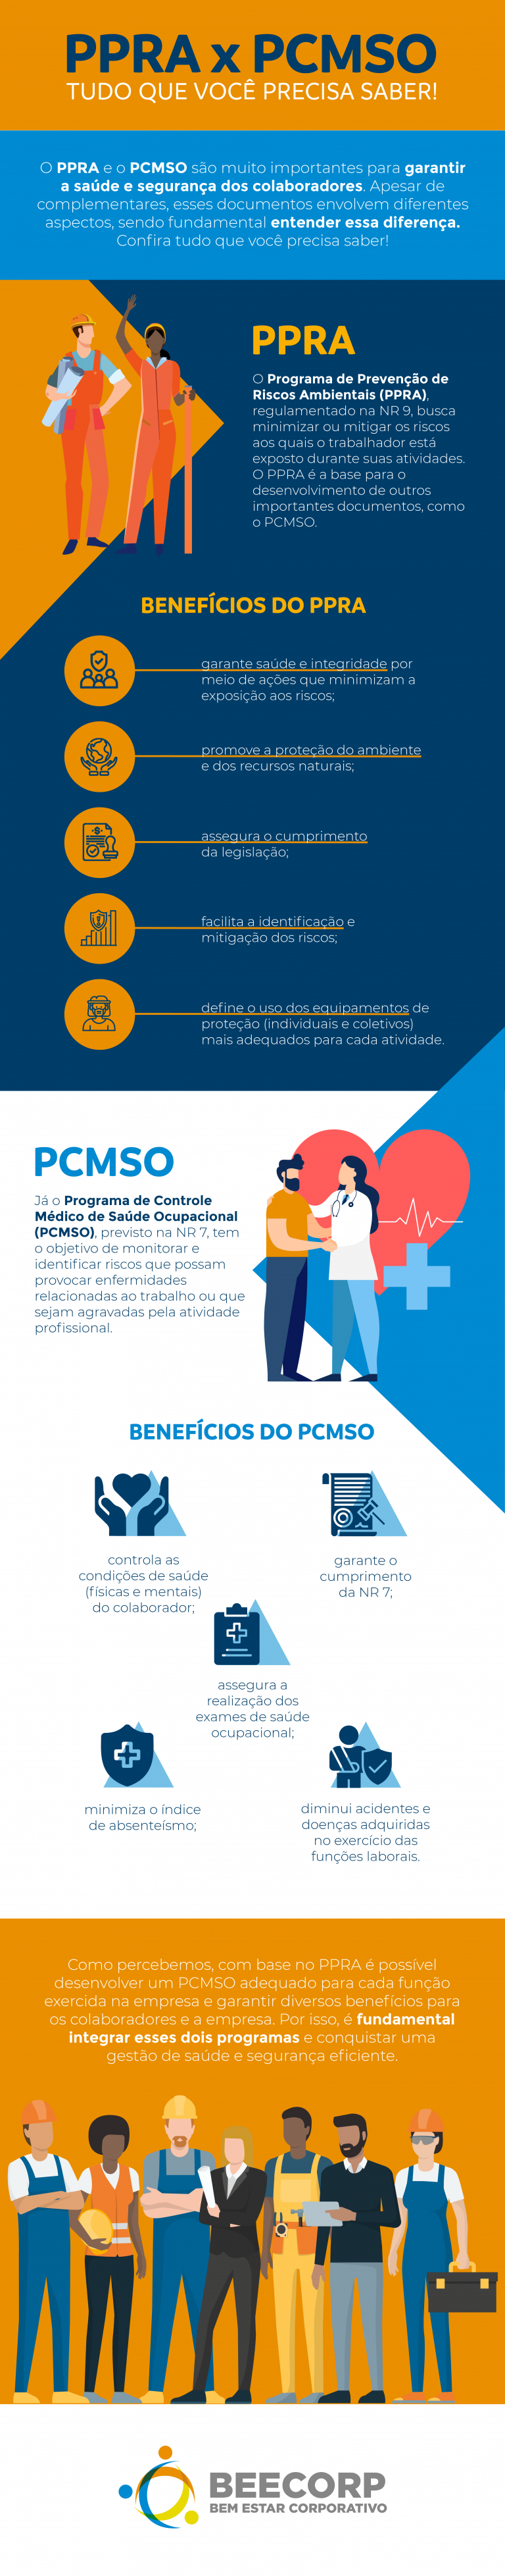 PPRA x PCMSO
TUDO QUE VOCÊ PRECISA SABER!
O PPRA e o PCMSO são muito importantes para garantir
a saúde e segurança dos colaboradores. Apesar de
complementares, esses documentos envolvem diferentes
aspectos, sendo fundamental entender essa diferença.
Confira tudo que você precisa saber!
PPRA
O Programa de Prevenção de
Riscos Ambientais (PPRA),
regulamentado na NR 9, busca
minimizar ou mitigar os riscos
aos quais o trabalhador está
exposto durante suas atividades.
O PPRA é a base para o
desenvolvimento de outros
importantes documentos, como
o PCMSO.
BENEFÍCIOS DO PPRA
garante saúde e integridade por
meio de ações que minimizam a
exposição aos riscos;
promove a proteção do ambiente
e dos recursos naturais;
assegura o cumprimento
da legislação;
facilita a identificação e
mitigação dos riscos;
define o uso dos equipamentos de
proteção (individuais e coletivos)
mais adequados para cada atividade.
PCMSO
Já o Programa de Controle
Médico de Saúde Ocupacional
(PCMSO), previsto na NR 7, tem
o objetivo de monitorar e
identificar riscos que possam
provocar enfermidades
relacionadas ao trabalho ou que
sejam agravadas pela atividade
profissional.
BENEFÍCIOS DO PCMSO
controla as
condições de saúde
(físicas e mentais)
do colaborador;
garante o
cumprimento
da NR 7;
assegura a
realização dos
exames de saúde
ocupacional;
minimiza o índice
de absenteísmo;
diminui acidentes e
doenças adquiridas
no exercício das
funções laborais.
Como percebemos, com base no PPRA é possível
desenvolver um PCMSO adequado para cada função
exercida na empresa e garantir diversos benefícios para
os colaboradores e a empresa. Por isso, é fundamental
integrar esses dois programas e conquistar uma
gestão de saúde e segurança eficiente.
BEECORP
BEM ESTAR CORPORATIVO